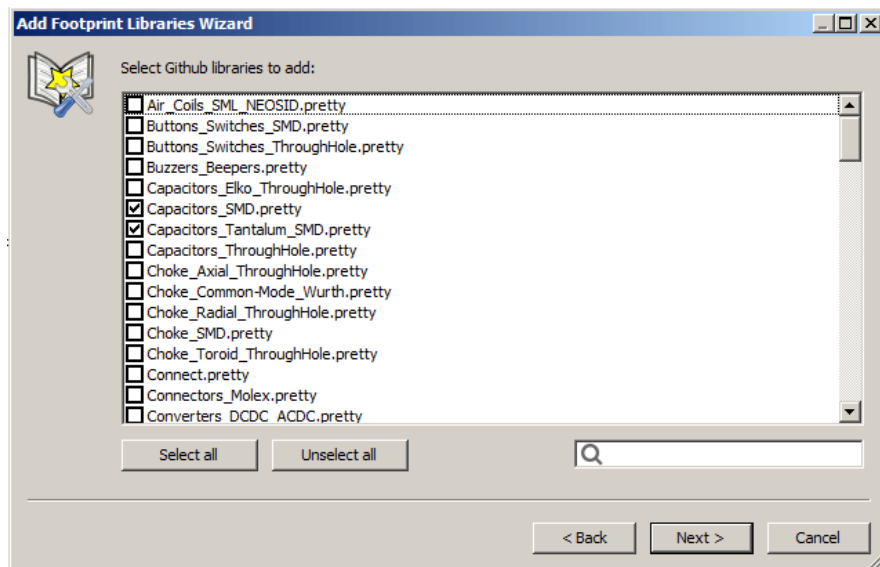 Add Footprint Libraries Wizard
Select Github libraries to add:
Air_Coils_SML_NEOSID.pretty
Buttons_Switches_SMD.pretty
Buttons_Switches_ThroughHole.pretty
Buzzers_Beepers.pretty
Capacitors_Elko_ThroughHole.pretty
Capacitors_SMD.pretty
Capacitors_Tantalum_SMD.pretty
Capacitors_ThroughHole.pretty
Choke_Axial_ThroughHole.pretty
Choke_Common-Mode_Wurth.pretty
Choke_Radial_ThroughHole.pretty
Choke_SMD.pretty
Choke_Toroid_ThroughHole.pretty
Connect.pretty
Connectors_Molex.pretty
Converters_DCDC_ACDC.pretty
Select all Unselect all
< Back Next > Cancel